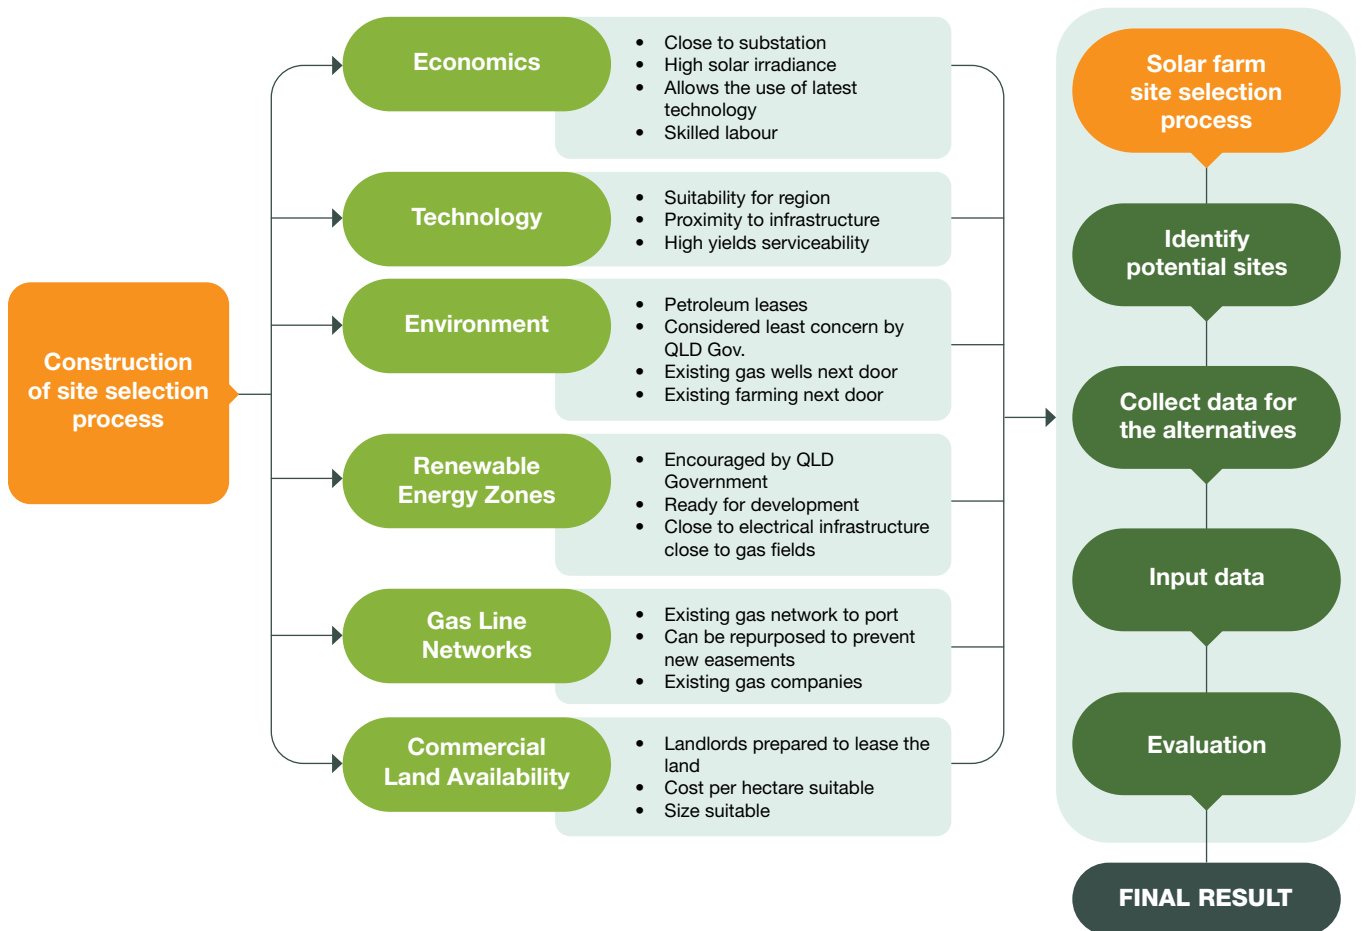 Construction
of site selection
process
Economics
• Close to substation
• High solar irradiance
• Allows the use of latest
technology
• Skilled labour
Technology
• Suitability for region
• Proximity to infrastructure
• High yields serviceability
Environment
• Petroleum leases
• Considered least concern by
QLD Gov.
• Existing gas wells next door
• Existing farming next door
Renewable
Energy Zones
• Encouraged by QLD
Government
• Ready for development
• Close to electrical infrastructure
close to gas fields
Gas Line
Networks
• Existing gas network to port
• Can be repurposed to prevent
new easements
• Existing gas companies
Commercial
Land Availability
• Landlords prepared to lease the
land
• Cost per hectare suitable
• Size suitable
Solar farm
site selection
process
Identify
potential sites
Collect data for
the alternatives
Input data
Evaluation
FINAL RESULT